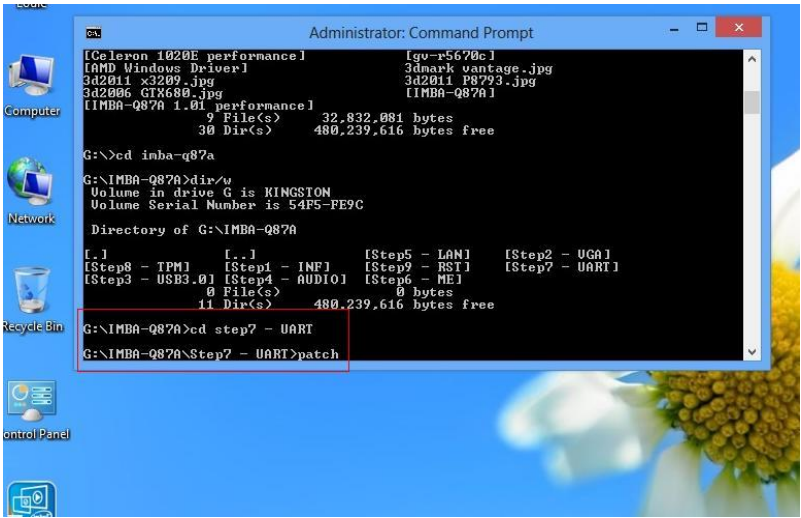 Administrator: Command Prompt
[Celeron 1020E performance] [gv-r5670c]
[AMD Windows Driver] 3dmark vantage.jpg
3d2011 x3209.jpg 3d2011 P8793.jpg
3d2006 GTX680.jpg [IMBA-Q87A]
[IMBA-Q87A 1.01 performance]
9 File(s) 32,832,081 bytes
30 Dir(s) 480,239,616 bytes free
G:\>cd imba-q87a
G:\IMBA-Q87A>dir/w
Volume in drive G is KINGSTON
Volume Serial Number is 54F5-FE9C
Directory of G:\IMBA-Q87A
[.] [..] [Step5 - LAN] [Step2 - VGA]
[Step8 - TPM] [Step1 - INF] [Step9 - RST] [Step7 - UART]
[Step3 - USB3.0] [Step4 - AUDIO] [Step6 - ME]
0 File(s) 0 bytes
11 Dir(s) 480,239,616 bytes free
G:\IMBA-Q87A>cd step7 - UART
G:\IMBA-Q87A\Step7 - UART>patch
Computer
Network
Recycle Bin
ontrol Panel